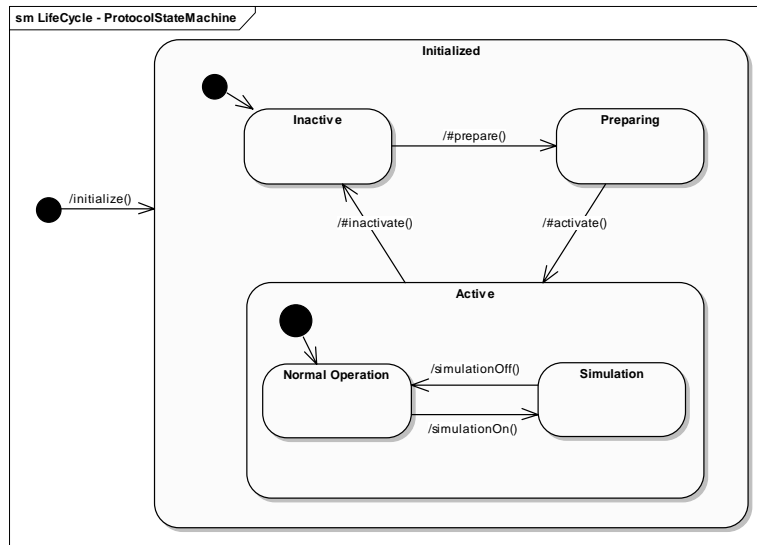 sm LifeCycle - ProtocolStateMachine
Initialized
Inactive
/#prepare()
Preparing
/initialize()
/#inactivate()
/#activate()
Active
Normal Operation
/simulationOff()
Simulation
/simulationOn()